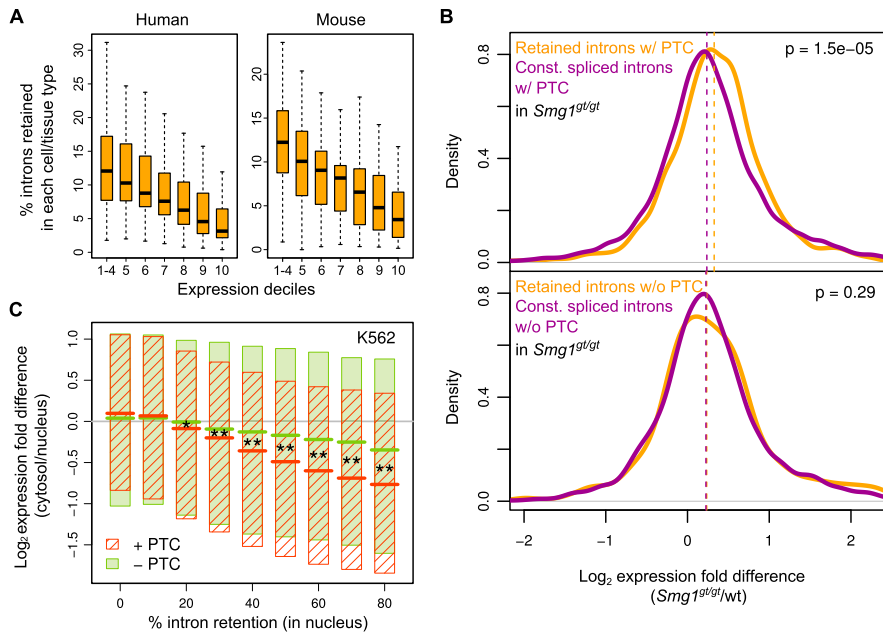 A
Human
Mouse
% introns retained
in each cell/tissue type
0
5
10
15
20
25
30
0
5
10
15
20
1-4 5 6 7 8 9 10
1-4 5 6 7 8 9 10
Expression deciles
B
Retained introns w/ PTC
Const. spliced introns
w/ PTC
in Smg1gt/gt
p = 1.5e−05
Density
0.0
0.4
0.8
Retained introns w/o PTC
Const. spliced introns
w/o PTC
in Smg1gt/gt
p = 0.29
Density
0.0
0.4
0.8
−2 −1 0 1 2
Log2 expression fold difference
(Smg1gt/gt/wt)
C
K562
Log2 expression fold difference
(cytosol/nucleus)
1.0
0.5
0.0
−0.5
−1.0
−1.5
* ** ** ** ** ** **
+ PTC
− PTC
0 20 40 60 80
% intron retention (in nucleus)